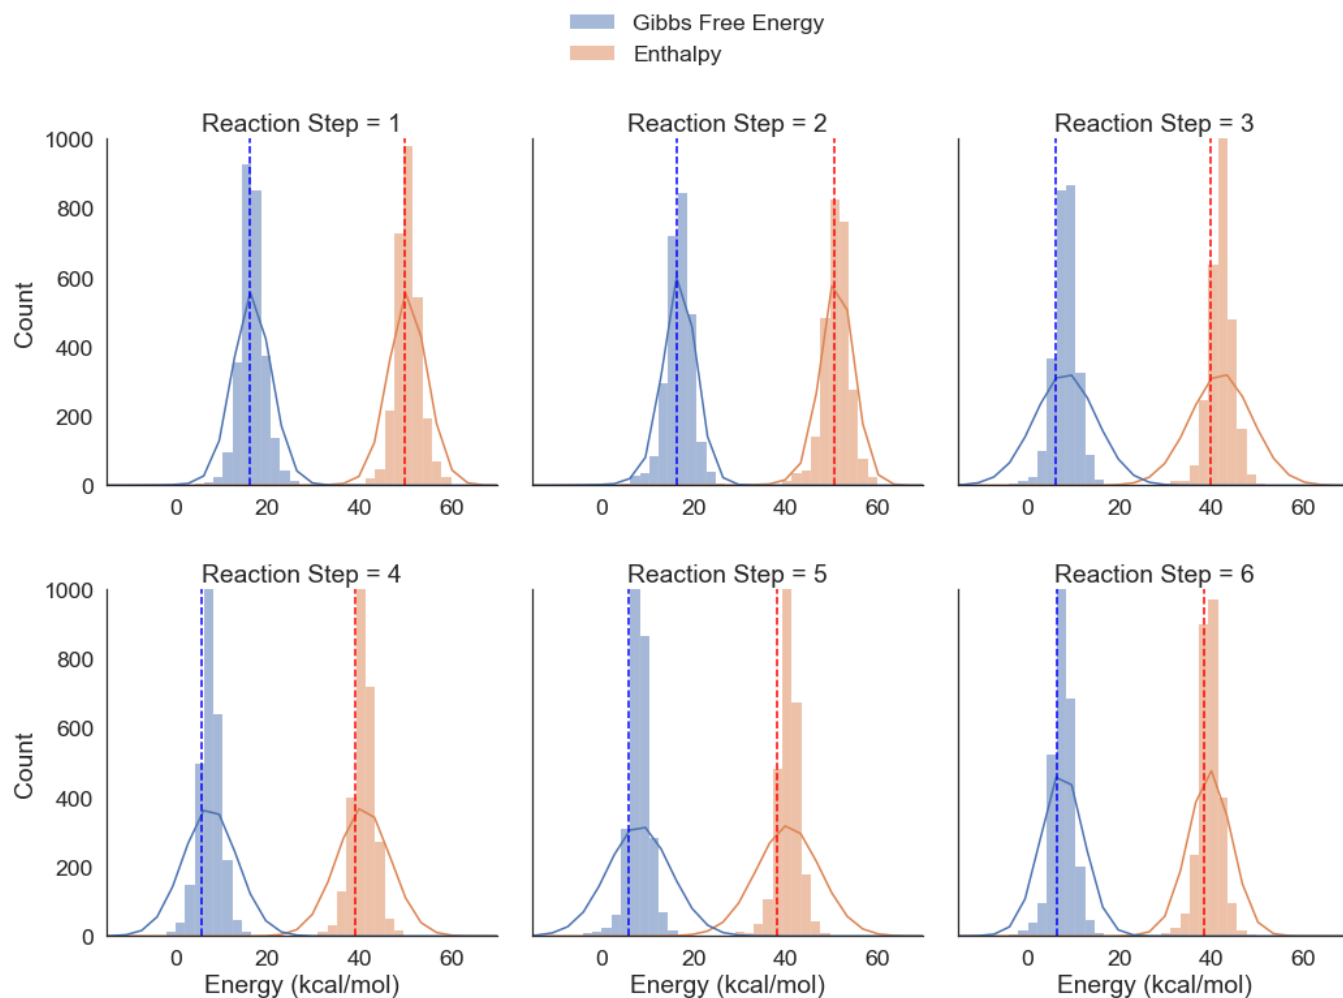 Gibbs Free Energy
Enthalpy
Reaction Step = 1
Reaction Step = 2
Reaction Step = 3
1000
800
600
400
200
0
Count
0 20 40 60
0 20 40 60
0 20 40 60
Reaction Step = 4
Reaction Step = 5
Reaction Step = 6
1000
800
600
400
200
0
Count
0 20 40 60
0 20 40 60
0 20 40 60
Energy (kcal/mol)
Energy (kcal/mol)
Energy (kcal/mol)